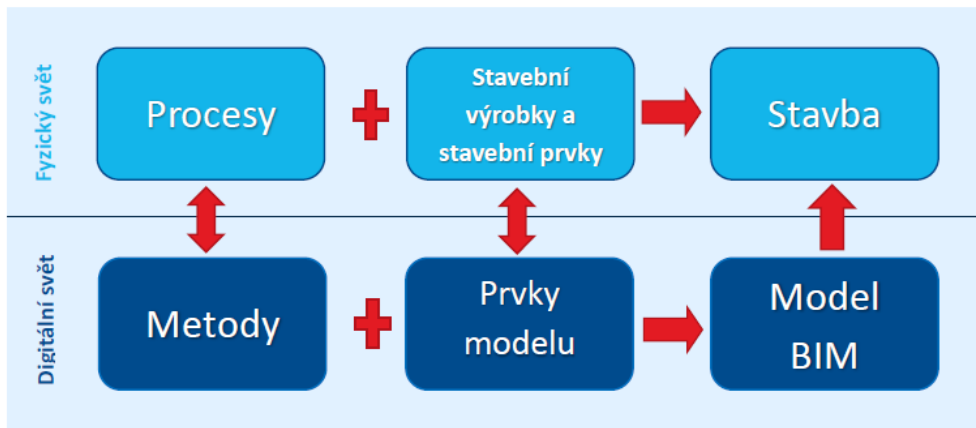 Fyzický svět
Procesy
Stavební
výrobky a
stavební prvky
Stavba
Digitální svět
Metody
Prvky
modelu
Model
BIM